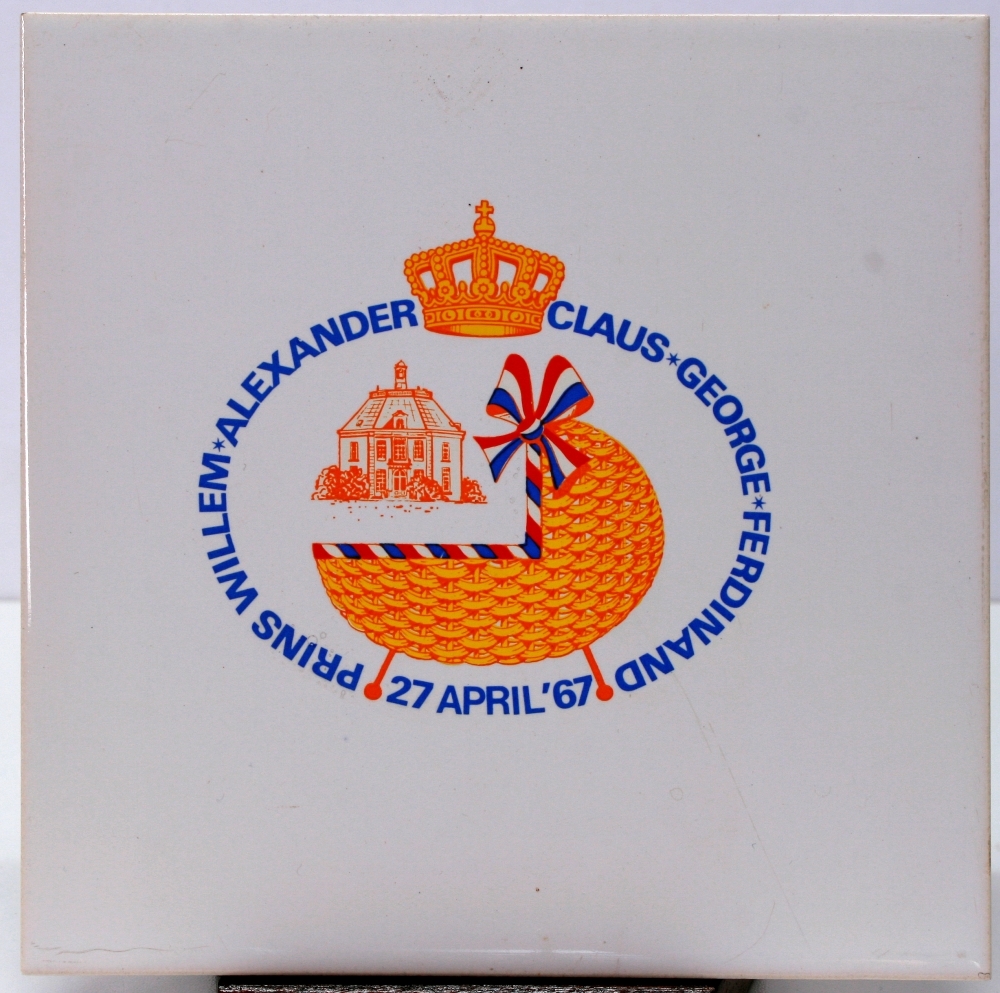 PRINS WILLEM*ALEXANDER CLAUS*GEORGE*FERDINAND
27 APRIL '67